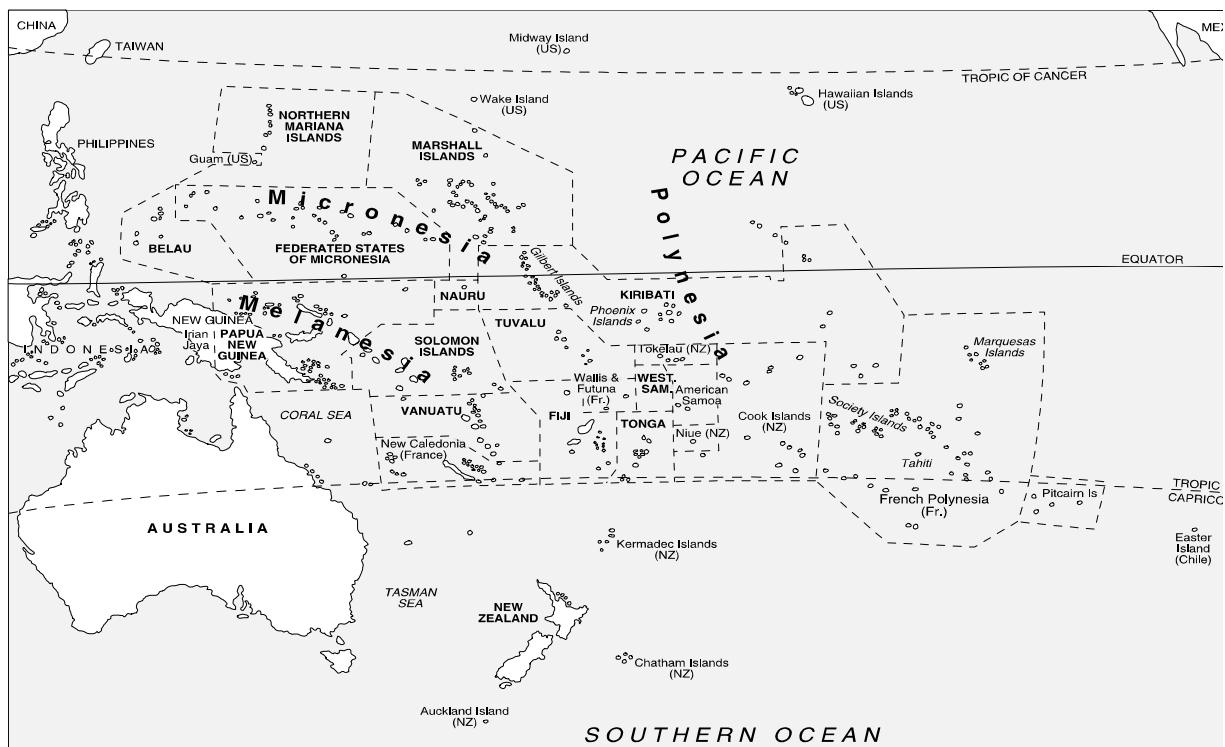 CHINA
TAIWAN
Midway Island
(US)
MEX
TROPIC OF CANCER
Wake Island
(US)
Hawaiian Islands
(US)
NORTHERN
MARIANA
ISLANDS
PHILIPPINES
Guam (US)
MARSHALL
ISLANDS
PACIFIC
OCEAN
Micronesia
Polynesia
BELAU
FEDERATED STATES
OF MICRONESIA
Gilbert Islands
EQUATOR
NAURU
KIRIBATI
Melanesia
Phoenix
Islands
NEW GUINEA
Irian
Jaya
PAPUA
NEW
GUINEA
INDONESIA
TUVALU
SOLOMON
ISLANDS
Tokelau (NZ)
Marquesas
Islands
Wallis &
Futuna
(Fr.)
WEST.
SAM.
American
Samoa
CORAL SEA
VANUATU
FIJI
TONGA
Niue (NZ)
Cook Islands
(NZ)
Society Islands
New Caledonia
(France)
Tahiti
TROPIC
CAPRICO
French Polynesia
(Fr.)
Pitcairn Is
AUSTRALIA
Easter
Island
(Chile)
Kermadec Islands
(NZ)
TASMAN
SEA
NEW
ZEALAND
Chatham Islands
(NZ)
Auckland Island
(NZ)
SOUTHERN OCEAN